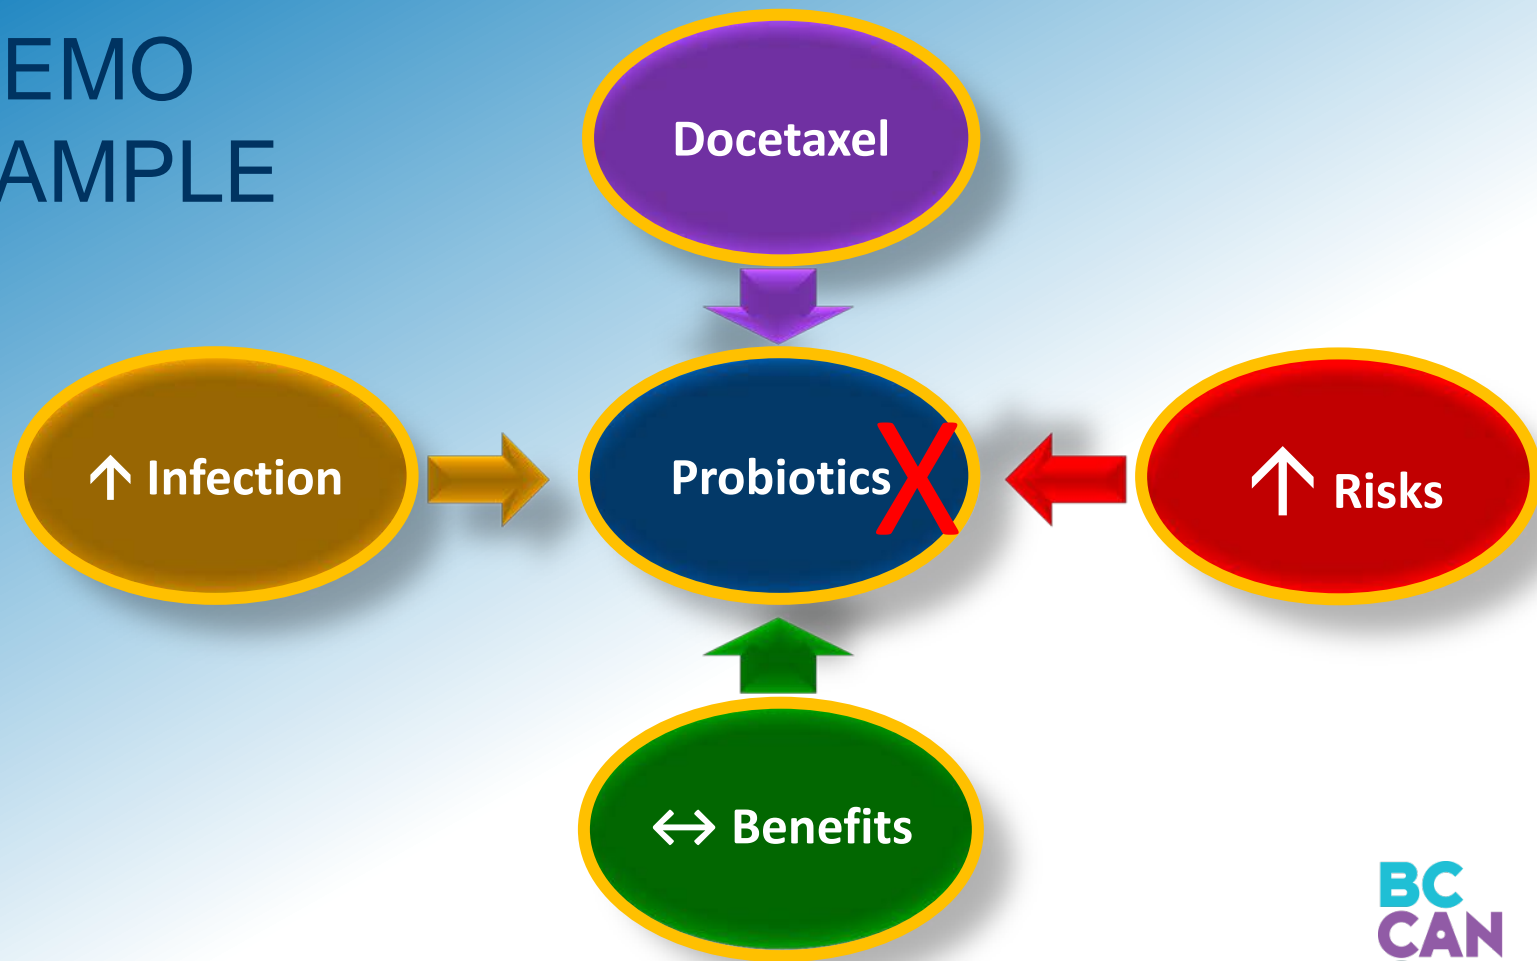 EMO
AMPLE
Docetaxel
↑ Infection
Probiotics X
↑ Risks
↔ Benefits
BC
CAN